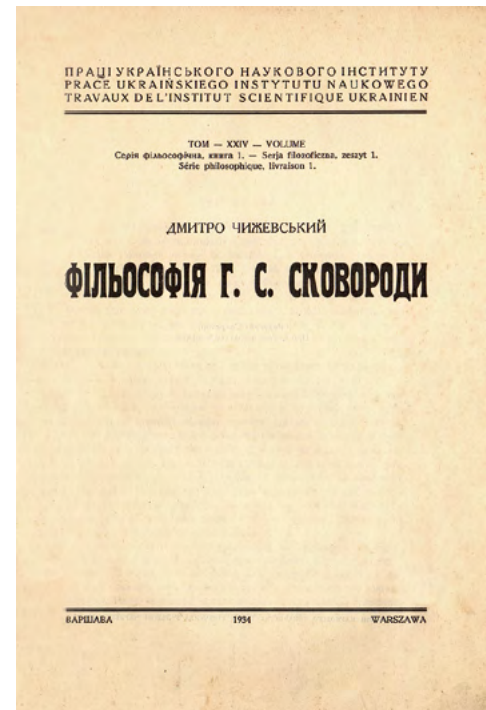 ПРАЦІ УКРАЇНСЬКОГО НАУКОВОГО ІНСТИТУТУ
PRACE UKRAIŃSKIEGO INSTYTUTU NAUKOWEGO
TRAVAUX DE L'INSTITUT SCIENTIFIQUE UKRAINIEN
ТОМ — XXIV — VOLUME
Серія фільософічна, книга 1. — Serja filozoficzna, zeszyt 1.
Série philosophique, livraison 1.
ДМИТРО ЧИЖЕВСЬКИЙ
ФІЛЬОСОФІЯ Г. С. СКОВОРОДИ
ВАРШАВА 1934 WARSZAWA